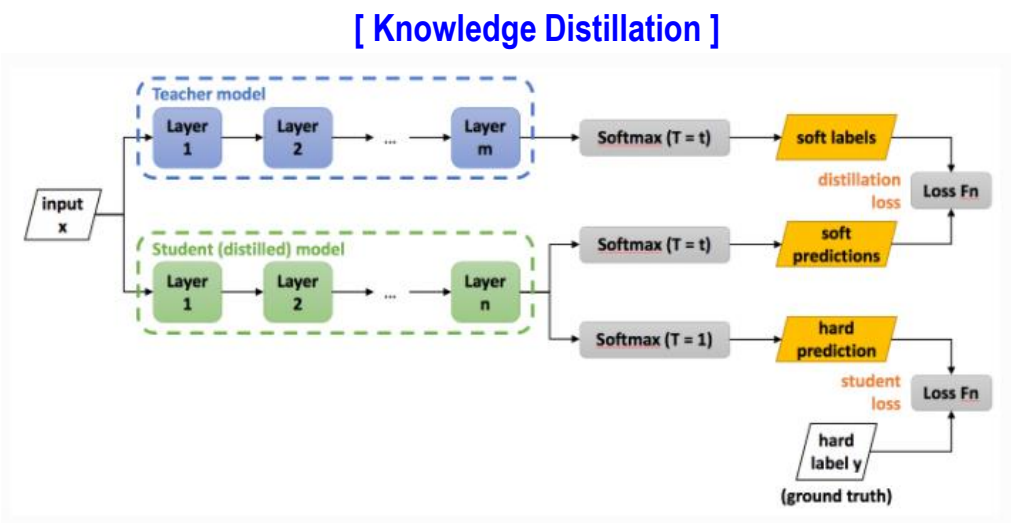 [ Knowledge Distillation ]
Teacher model
Layer
1
Layer
2
...
Layer
m
Softmax (T = t)
soft labels
distillation
loss
Loss Fn
input
x
Student (distilled) model
Layer
1
Layer
2
...
Layer
n
Softmax (T = t)
soft
predictions
Softmax (T = 1)
hard
prediction
student
loss
Loss Fn
hard
label y
(ground truth)